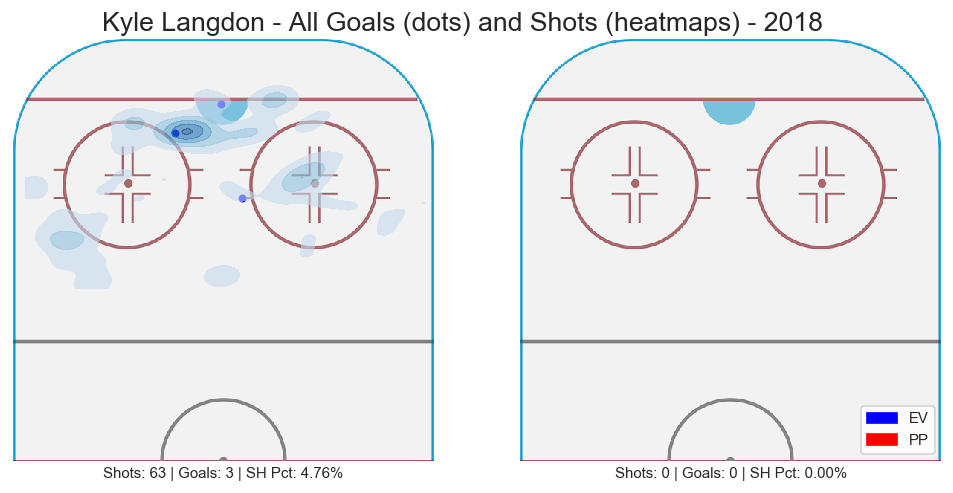 Kyle Langdon - All Goals (dots) and Shots (heatmaps) - 2018
EV
PP
Shots: 63 | Goals: 3 | SH Pct: 4.76%
Shots: 0 | Goals: 0 | SH Pct: 0.00%